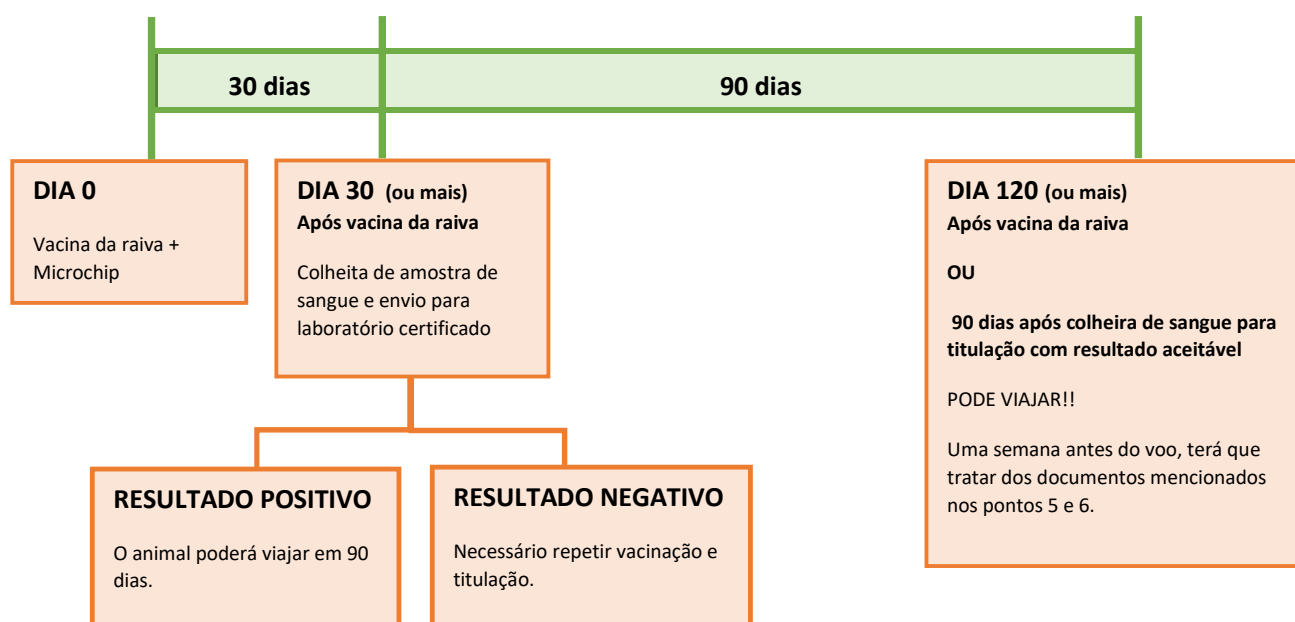 30 dias
90 dias
DIA 0
Vacina da raiva +
Microchip
DIA 30 (ou mais)
Após vacina da raiva
Colheita de amostra de
sangue e envio para
laboratório certificado
DIA 120 (ou mais)
Após vacina da raiva
OU
90 dias após colheira de sangue para
titulação com resultado aceitável
PODE VIAJAR!!
Uma semana antes do voo, terá que
tratar dos documentos mencionados
nos pontos 5 e 6.
RESULTADO POSITIVO
O animal poderá viajar em 90
dias.
RESULTADO NEGATIVO
Necessário repetir vacinação e
titulação.